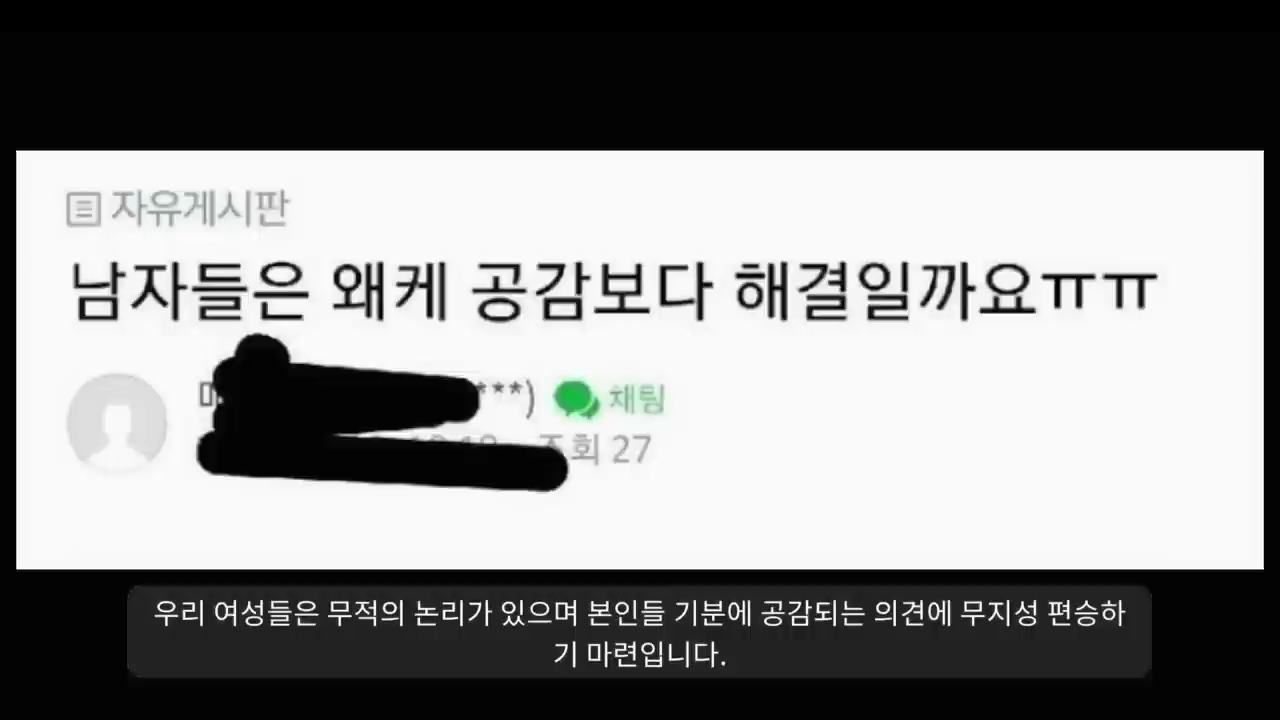 자유게시판
남자들은 왜케 공감보다 해결일까요ㅠㅠ
***) 채팅
조회 27
우리 여성들은 무적의 논리가 있으며 본인들 기분에 공감되는 의견에 무지성 편승하
기 마련입니다.